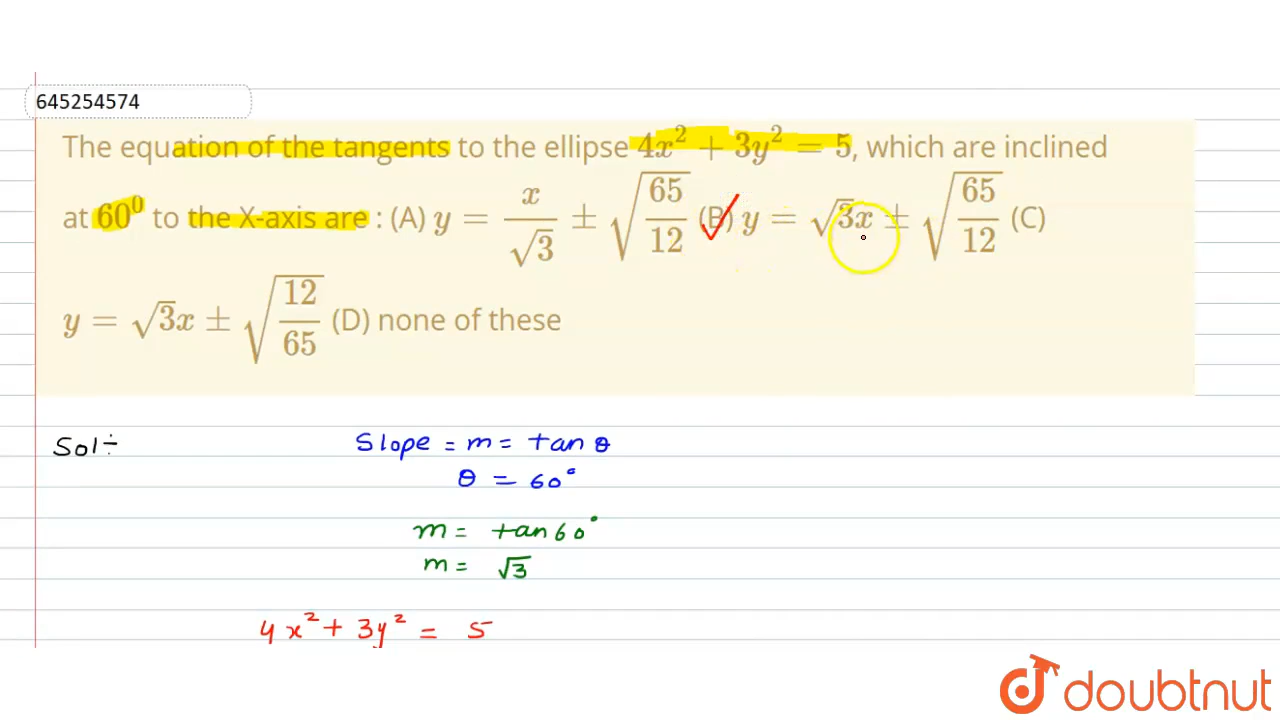 645254574
The equation of the tangents to the ellipse 4x² + 3y² = 5, which are inclined
at 60⁰ to the X-axis are : (A) y = x/√3 ± √(65/12) (B) y = √3x ± √(65/12) (C)
y = √3x ± √(12/65) (D) none of these
Sol÷ Slope = m = tan θ
θ = 60°
m = tan 60°
m = √3
4x² + 3y² = 5
doubtnut